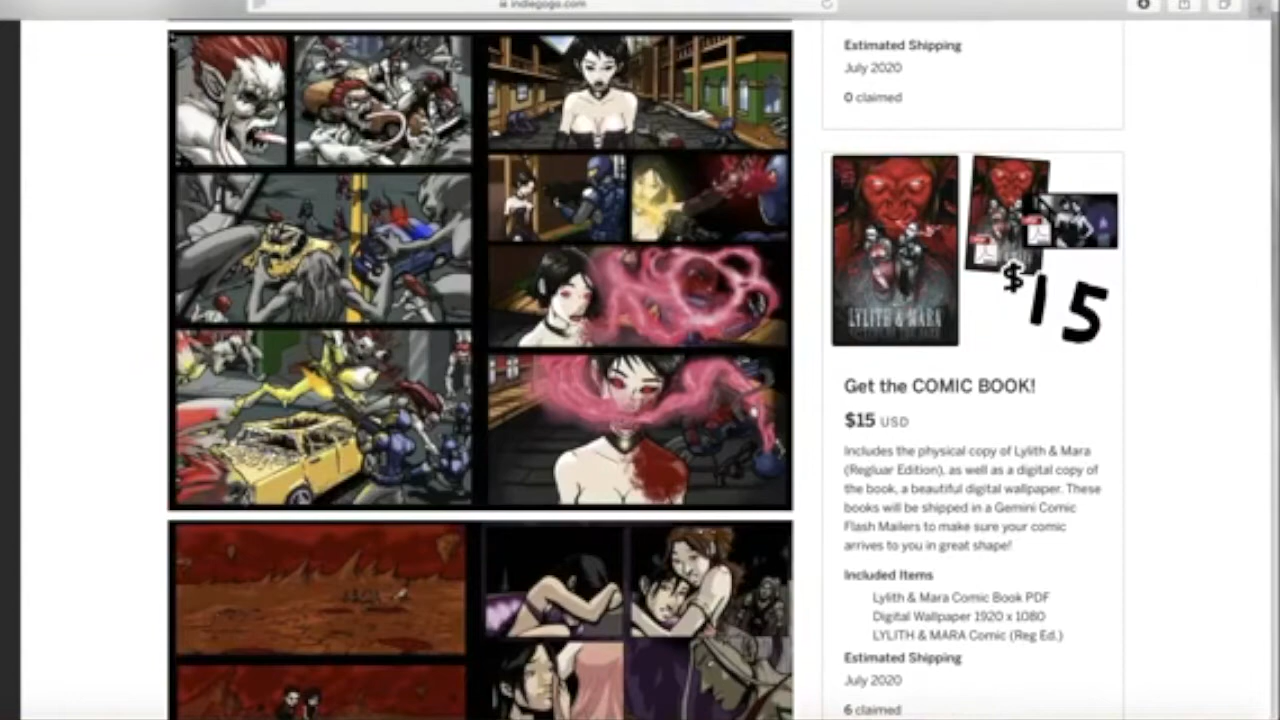 indiegogo.com
Estimated Shipping
July 2020
0 claimed
LYLITH & MARA
$15
Get the COMIC BOOK!
$15 USD
Includes the physical copy of Lylith & Mara
(Regluar Edition), as well as a digital copy of
the book, a beautiful digital wallpaper. These
books will be shipped in a Gemini Comic
Flash Mailers to make sure your comic
arrives to you in great shape!
Included Items
Lylith & Mara Comic Book PDF
Digital Wallpaper 1920 x 1080
LYLITH & MARA Comic (Reg Ed.)
Estimated Shipping
July 2020
6 claimed